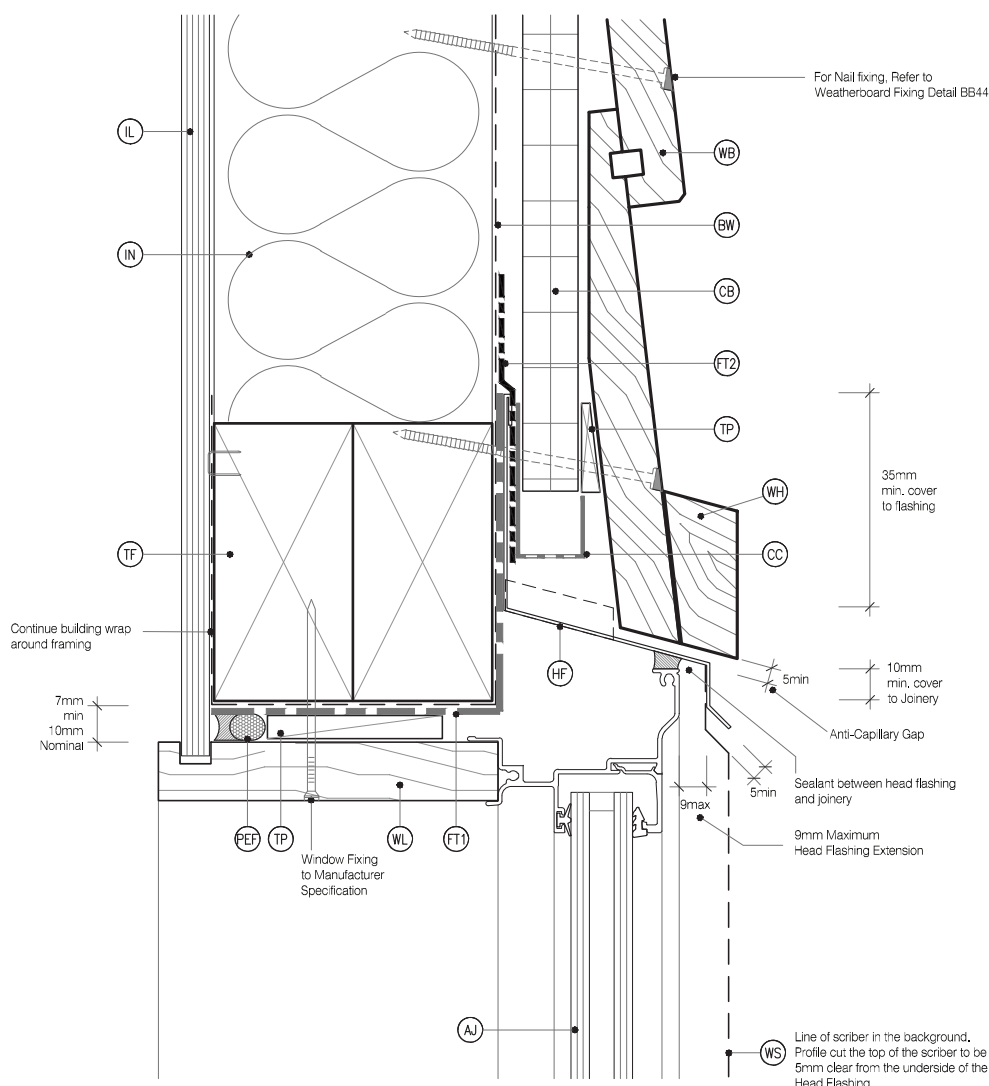 For Nail fixing, Refer to
Weatherboard Fixing Detail BB44
IL
WB
BW
IN
CB
FT2
TP
35mm
min. cover
to flashing
WH
TF
CC
Continue building wrap
around framing
HF
5min
10mm
min. cover
to Joinery
7mm
min
10mm
Nominal
Anti-Capillary Gap
Sealant between head flashing
and joinery
5min
9max
PEF
TP
WL
FT1
9mm Maximum
Head Flashing Extension
Window Fixing
to Manufacturer
Specification
AJ
WS
Line of scriber in the background.
Profile cut the top of the scriber to be
5mm clear from the underside of the
Head Flashing